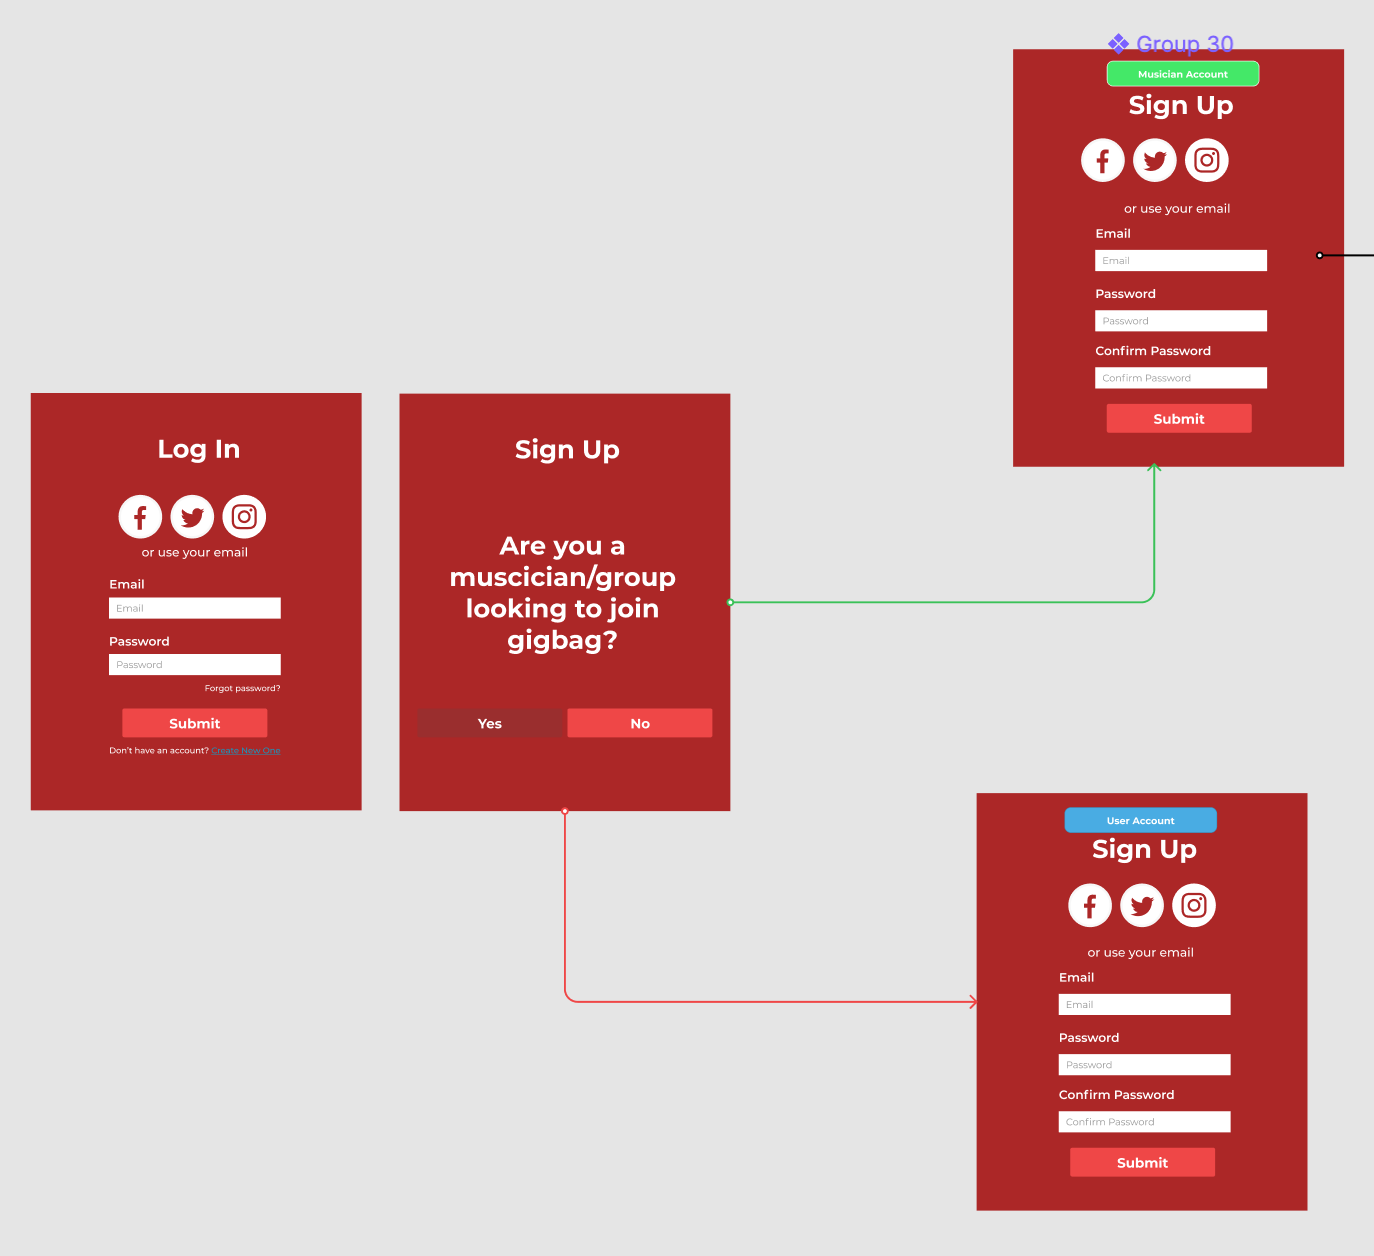 Group 30
Musician Account
Sign Up
or use your email
Email
Email
Password
Password
Confirm Password
Confirm Password
Submit
Log In
or use your email
Email
Email
Password
Password
Forgot password?
Submit
Don't have an account? Create New One
Sign Up
Are you a
muscician/group
looking to join
gigbag?
Yes No
User Account
Sign Up
or use your email
Email
Email
Password
Password
Confirm Password
Confirm Password
Submit